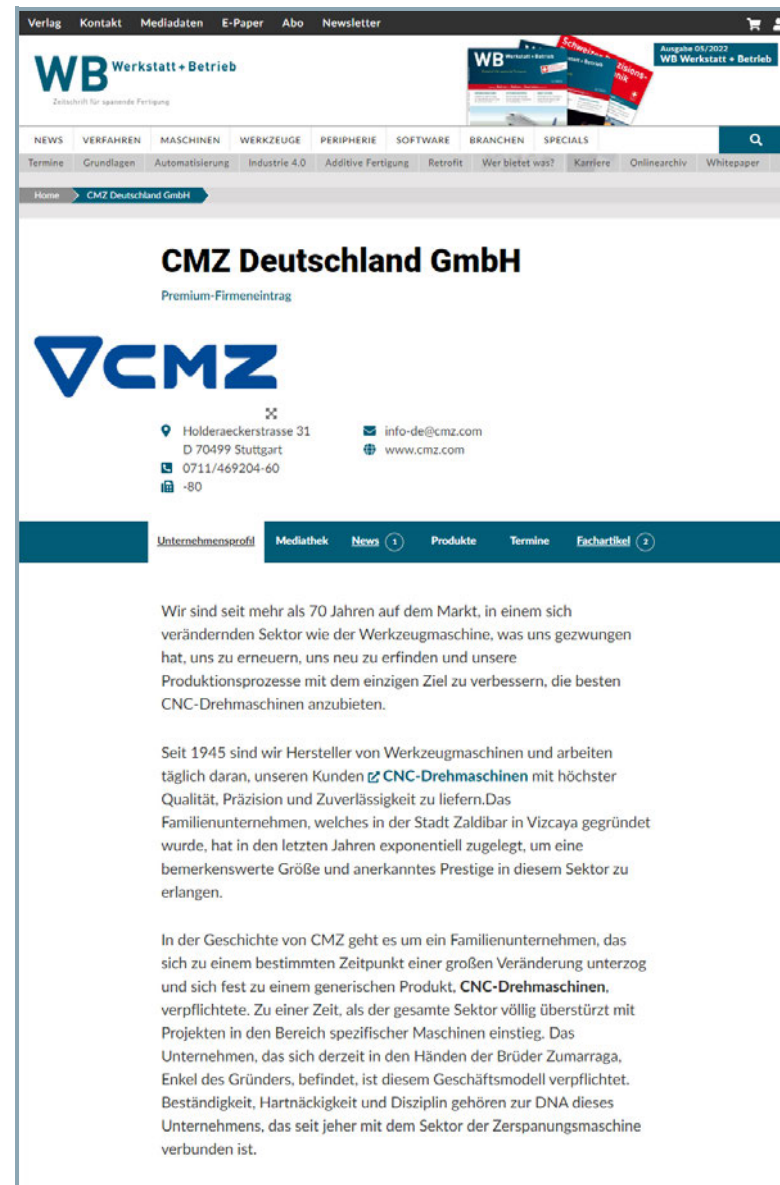 Verlag Kontakt Mediadaten E-Paper Abo Newsletter
WB Werkstatt + Betrieb
Zeitschrift für spanende Fertigung
WB Werkstatt + Betrieb
Ausgabe 05/2022
WB Werkstatt + Betrieb
NEWS VERFAHREN MASCHINEN WERKZEUGE PERIPHERIE SOFTWARE BRANCHEN SPECIALS
Termine Grundlagen Automatisierung Industrie 4.0 Additive Fertigung Retrofit Wer bietet was? Karriere Onlinearchiv Whitepaper
Home CMZ Deutschland GmbH
CMZ Deutschland GmbH
Premium-Firmeneintrag
CMZ
Holderaeckerstrasse 31
D 70499 Stuttgart
0711/469204-60
-80
info-de@cmz.com
www.cmz.com
Unternehmensprofil Mediathek News 1 Produkte Termine Fachartikel 2
Wir sind seit mehr als 70 Jahren auf dem Markt, in einem sich
verändernden Sektor wie der Werkzeugmaschine, was uns gezwungen
hat, uns zu erneuern, uns neu zu erfinden und unsere
Produktionsprozesse mit dem einzigen Ziel zu verbessern, die besten
CNC-Drehmaschinen anzubieten.
Seit 1945 sind wir Hersteller von Werkzeugmaschinen und arbeiten
täglich daran, unseren Kunden CNC-Drehmaschinen mit höchster
Qualität, Präzision und Zuverlässigkeit zu liefern.Das
Familienunternehmen, welches in der Stadt Zaldibar in Vizcaya gegründet
wurde, hat in den letzten Jahren exponentiell zugelegt, um eine
bemerkenswerte Größe und anerkanntes Prestige in diesem Sektor zu
erlangen.
In der Geschichte von CMZ geht es um ein Familienunternehmen, das
sich zu einem bestimmten Zeitpunkt einer großen Veränderung unterzog
und sich fest zu einem generischen Produkt, CNC-Drehmaschinen,
verpflichtete. Zu einer Zeit, als der gesamte Sektor völlig überstürzt mit
Projekten in den Bereich spezifischer Maschinen einstieg. Das
Unternehmen, das sich derzeit in den Händen der Brüder Zumarraga,
Enkel des Gründers, befindet, ist diesem Geschäftsmodell verpflichtet.
Beständigkeit, Hartnäckigkeit und Disziplin gehören zur DNA dieses
Unternehmens, das seit jeher mit dem Sektor der Zerspanungsmaschine
verbunden ist.